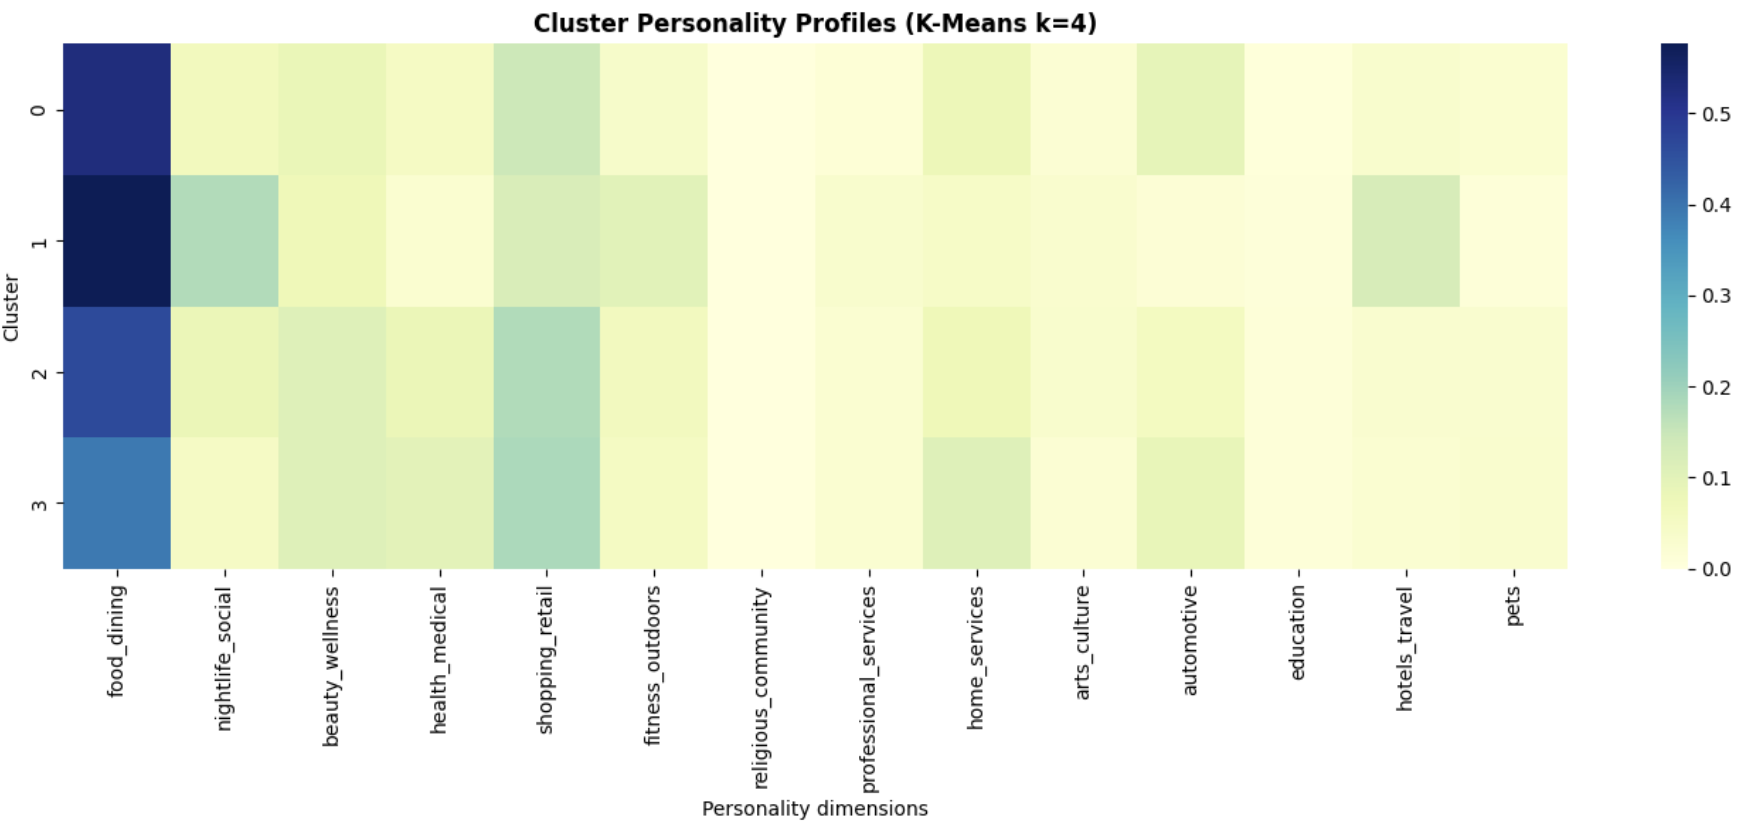 Cluster Personality Profiles (K-Means k=4)
Cluster
0
1
2
3
food_dining
nightlife_social
beauty_wellness
health_medical
shopping_retail
fitness_outdoors
religious_community
professional_services
home_services
arts_culture
automotive
education
hotels_travel
pets
Personality dimensions
0.5
0.4
0.3
0.2
0.1
0.0